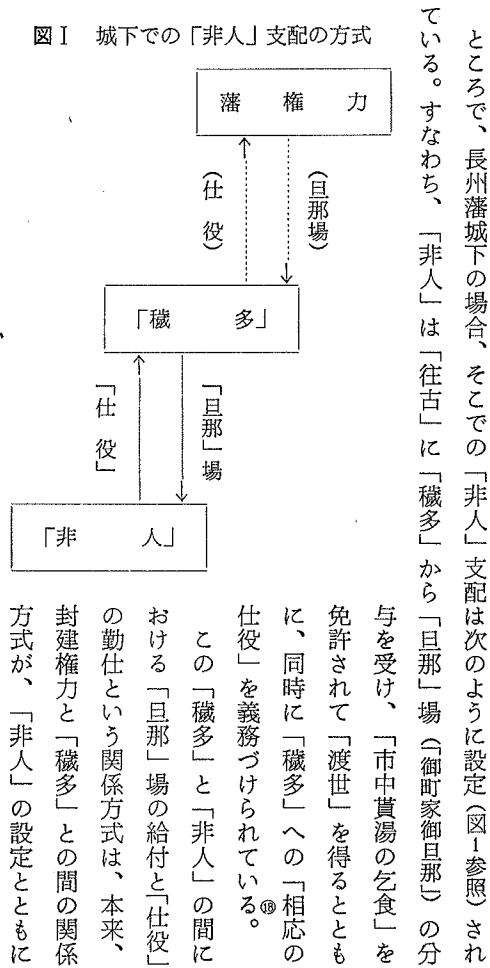 ところで、長州藩城下の場合、そこでの「非人」支配は次のように設定（図1参照）され
ている。すなわち、「非人」は「往古」に「穢多」から「旦那」場（「御町家御旦那」）の分
与を受け、「市中貰湯の乞食」を
免許されて「渡世」を得るととも
に、同時に「穢多」への「相応の
仕役」を義務づけられている。⑱
この「穢多」と「非人」の間に
おける「旦那」場の給付と「仕役」
の勤仕という関係方式は、本来、
封建権力と「穢多」との間の関係
方式が、「非人」の設定とともに
図Ⅰ　城下での「非人」支配の方式
藩　権　力
（旦那場）
（仕　役）
「穢　多」
「旦那」場
「仕　役」
「非　人」